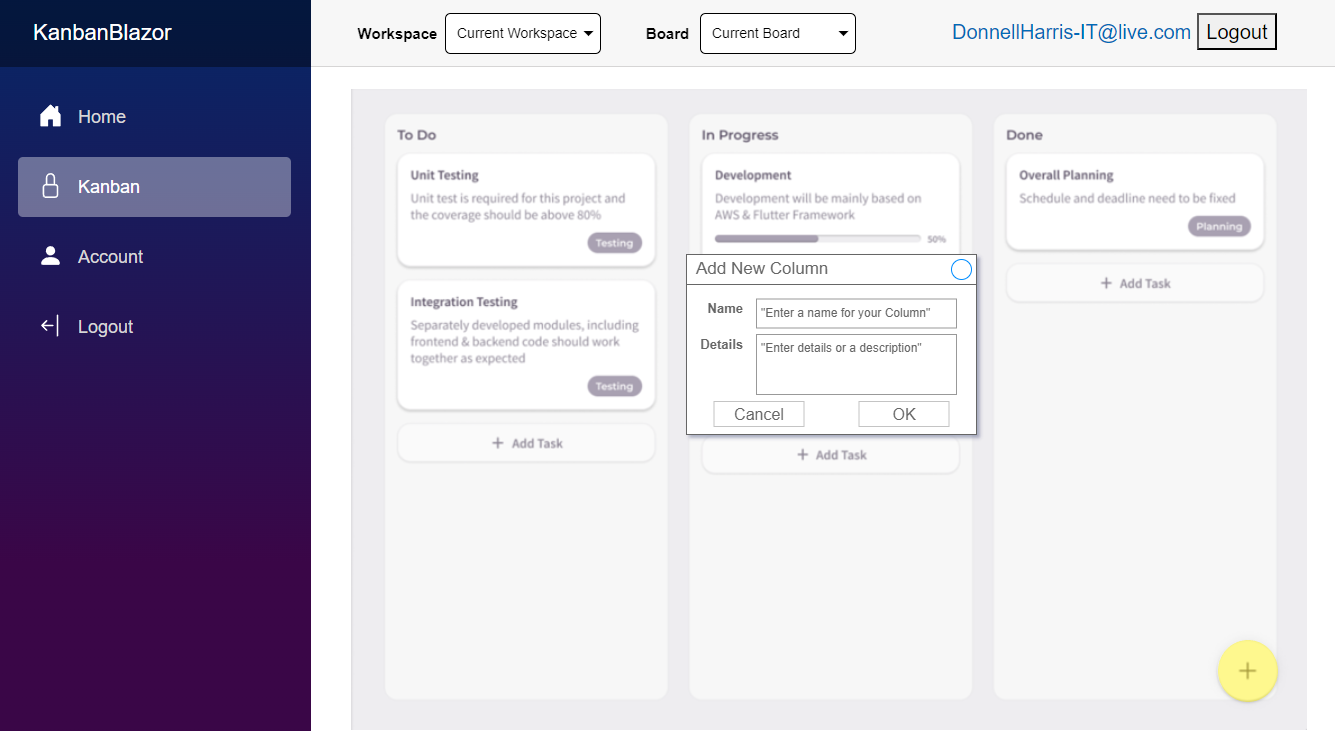 KanbanBlazor
Workspace
Current Workspace
Board
Current Board
DonnellHarris-IT@live.com
Logout
Home
Kanban
Account
Logout
To Do
Unit Testing
Unit test is required for this project and
the coverage should be above 80%
Testing
Integration Testing
Separately developed modules, including
frontend & backend code should work
together as expected
Testing
+ Add Task
In Progress
Development
Development will be mainly based on
AWS & Flutter Framework
50%
+ Add Task
Done
Overall Planning
Schedule and deadline need to be fixed
Planning
+ Add Task
Add New Column
Name
"Enter a name for your Column"
Details
"Enter details or a description"
Cancel
OK
+